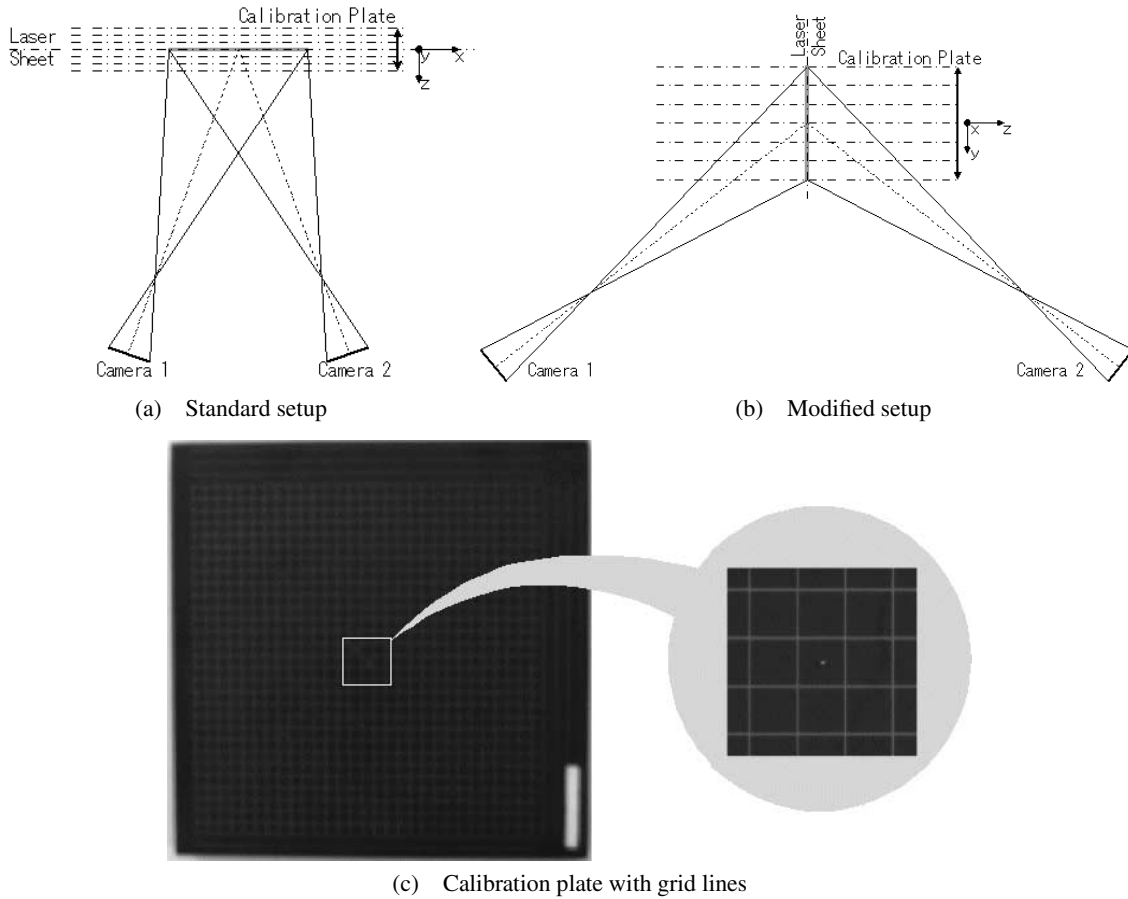 Calibration Plate
Laser
Sheet
Y
X
Z
Camera 1
Camera 2
(a) Standard setup
Laser
Sheet
Calibration Plate
X
Z
Y
Camera 1
Camera 2
(b) Modified setup
(c) Calibration plate with grid lines